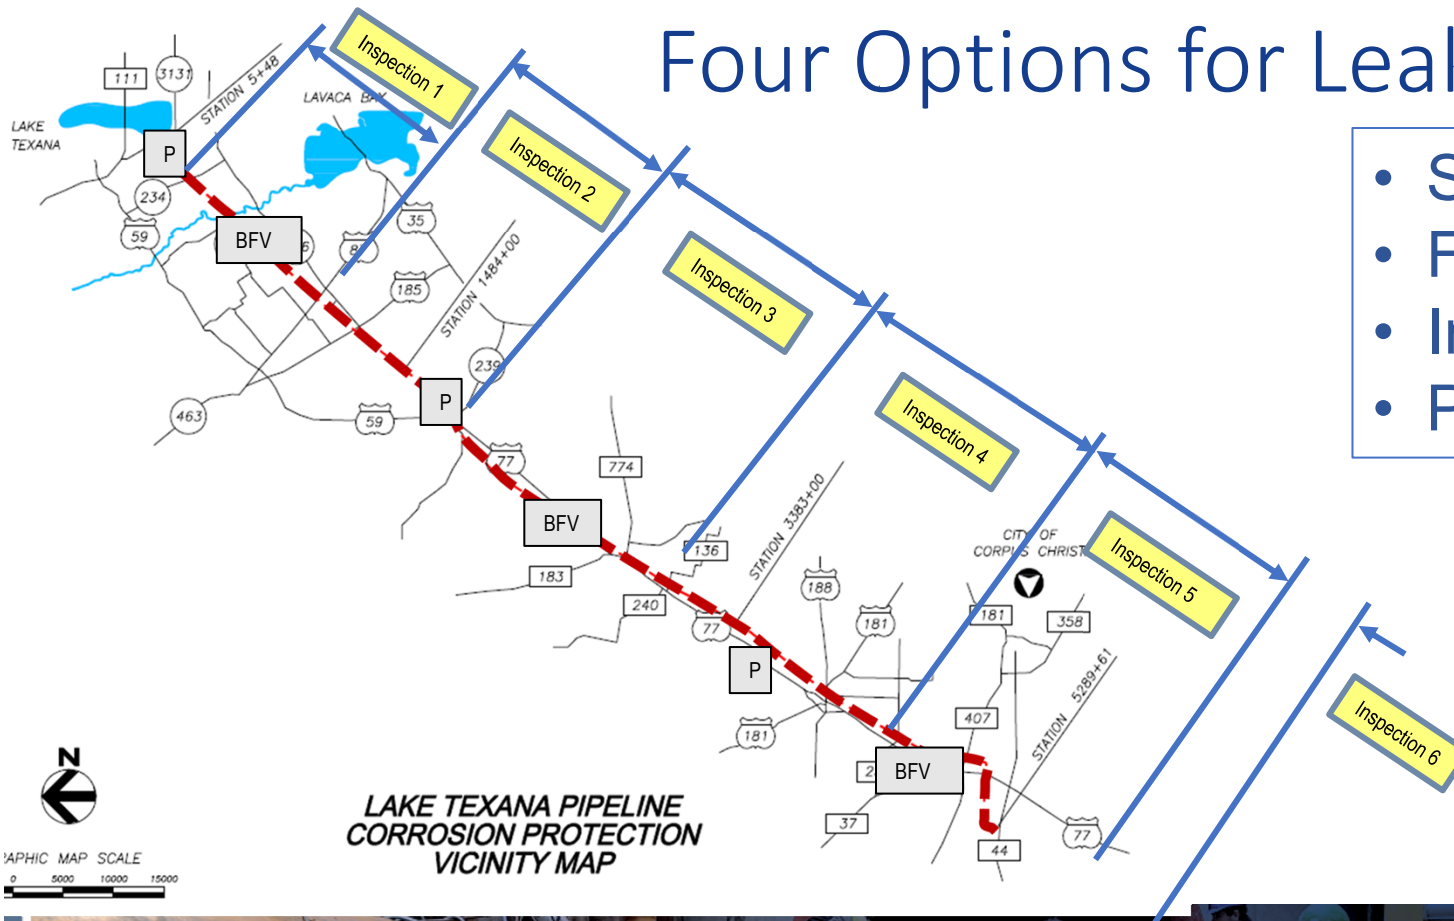 Four Options for Leak
S
F
P
Inspection 1
Inspection 2
Inspection 3
Inspection 4
Inspection 5
Inspection 6
111
3131
STATION 5+48
LAVACA BAY
LAKE
TEXANA
P
234
59
BFV
35
185
STATION 1484+00
239
P
463
59
77
774
BFV
136
183
240
STATION 3383+00
77
188
181
CITY OF
CORPUS CHRIST
181
358
P
181
407
STATION 5289+61
BFV
37
44
77
N
LAKE TEXANA PIPELINE
CORROSION PROTECTION
VICINITY MAP
APHIC MAP SCALE
0 5000 10000 15000